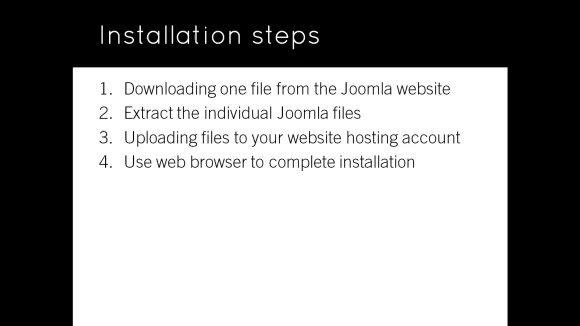 Installation steps
1. Downloading one file from the Joomla website
2. Extract the individual Joomla files
3. Uploading files to your website hosting account
4. Use web browser to complete installation